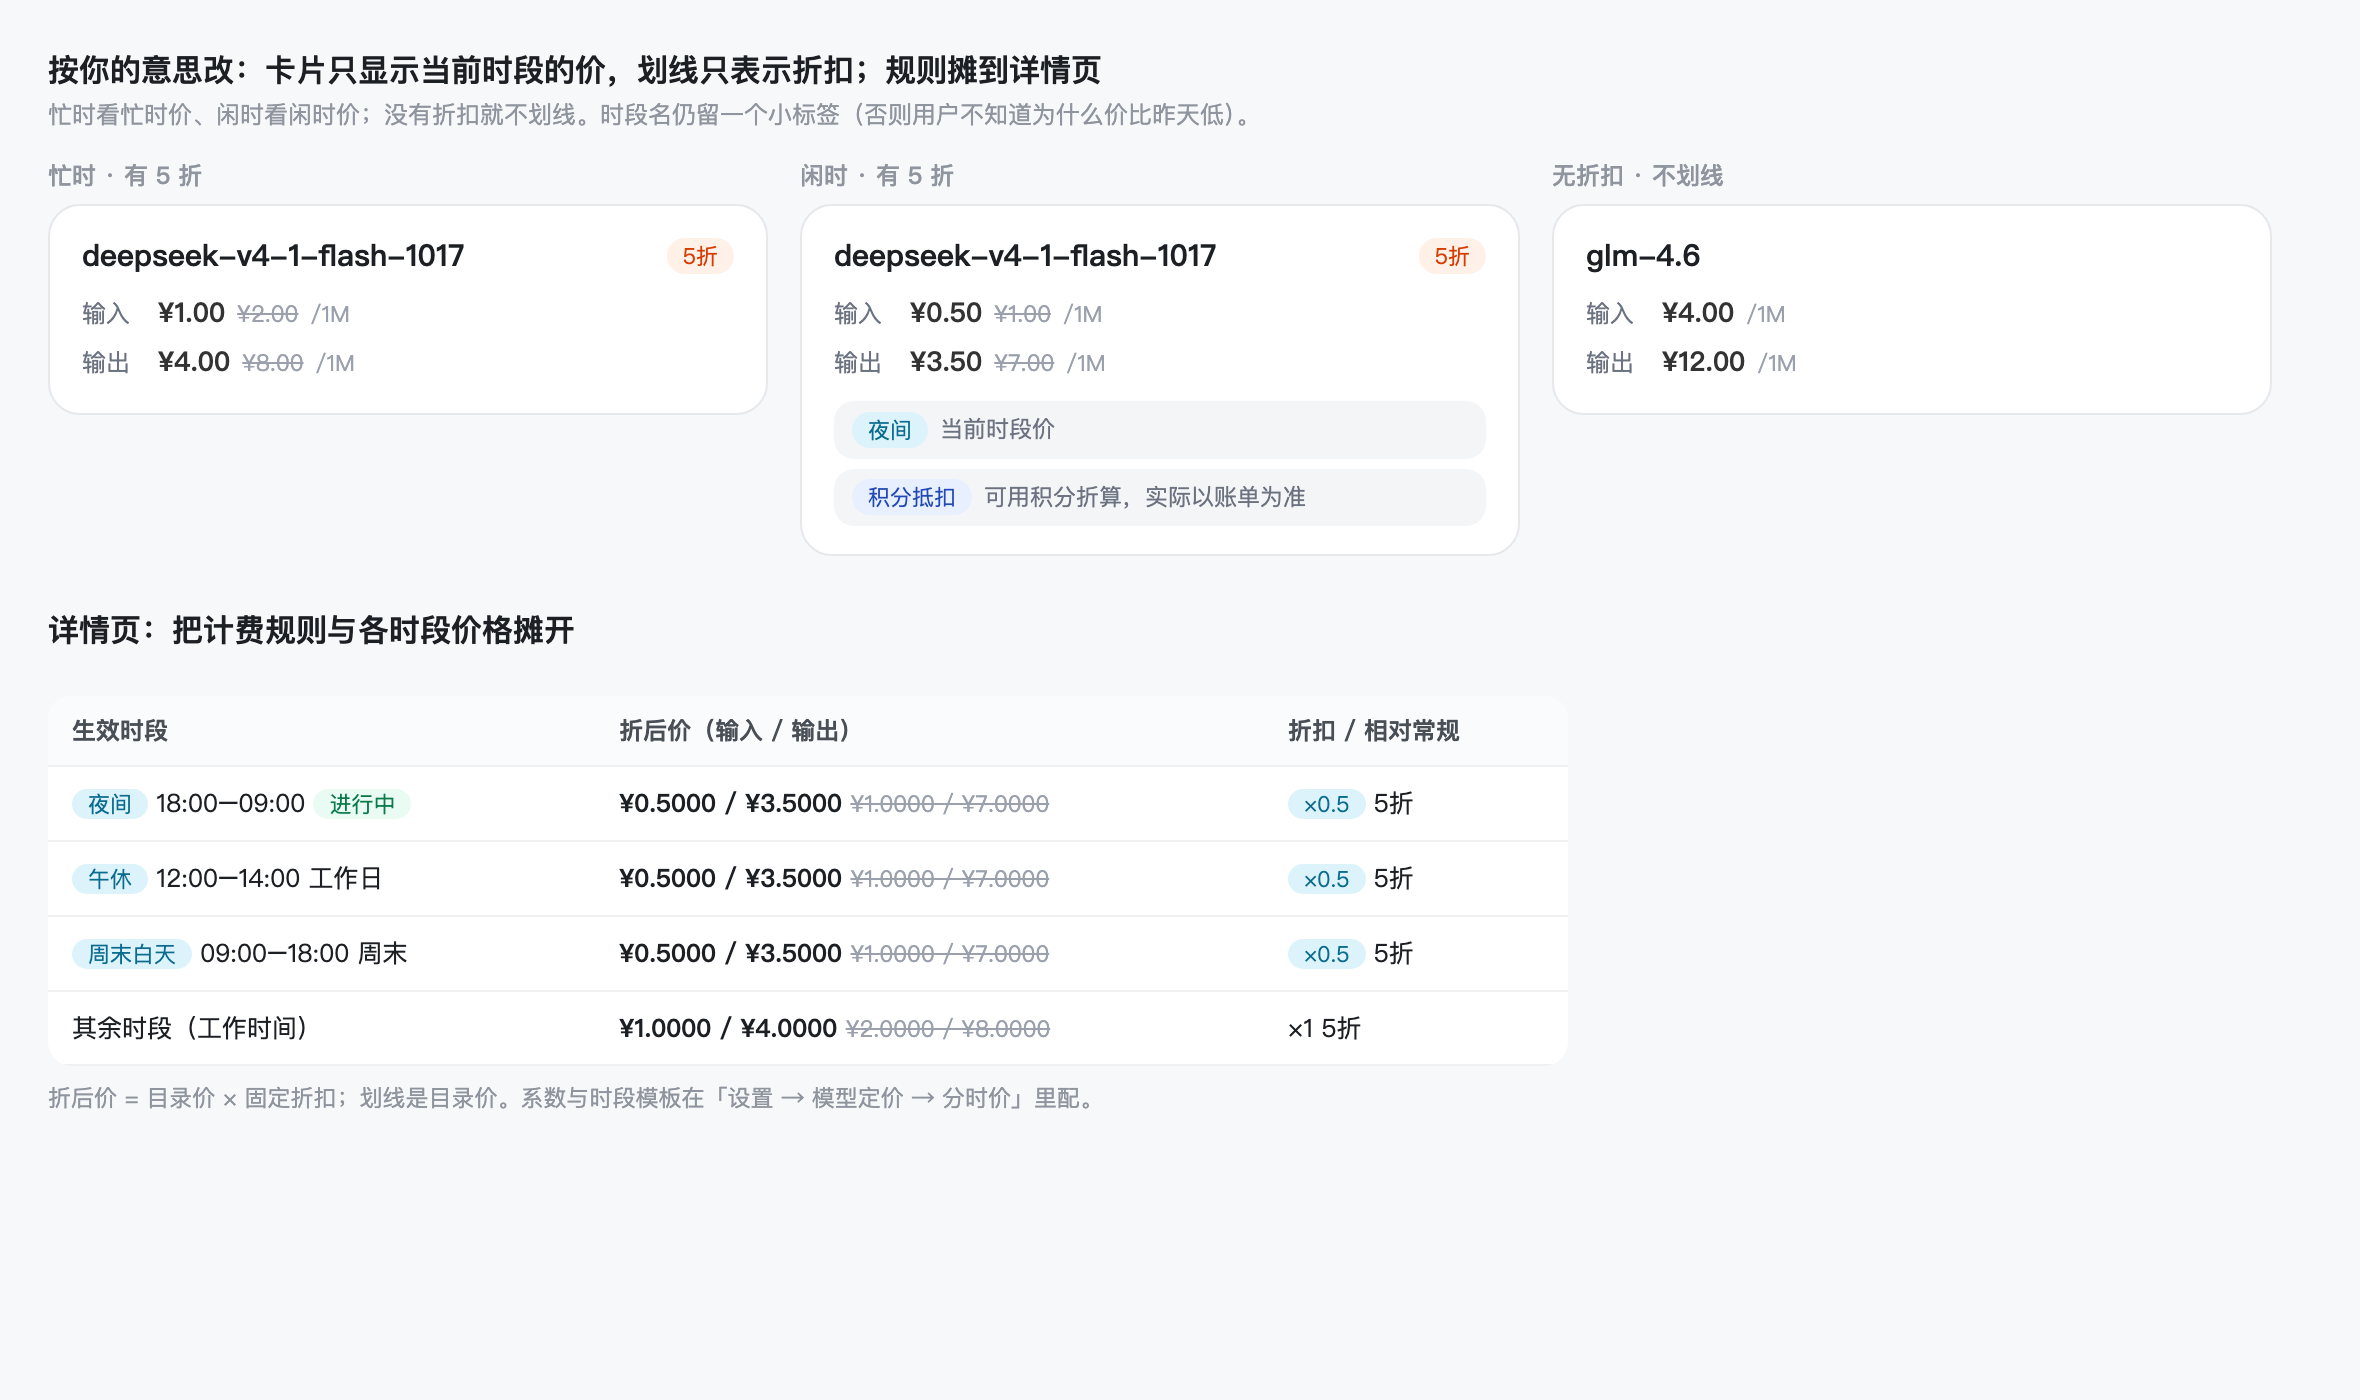 按你的意思改：卡片只显示当前时段的价，划线只表示折扣；规则摊到详情页
忙时看忙时价、闲时看闲时价；没有折扣就不划线。时段名仍留一个小标签（否则用户不知道为什么价比昨天低）。
忙时 · 有 5 折
deepseek-v4-1-flash-1017 5折
输入 ¥1.00 ¥2.00 /1M
输出 ¥4.00 ¥8.00 /1M
闲时 · 有 5 折
deepseek-v4-1-flash-1017 5折
输入 ¥0.50 ¥1.00 /1M
输出 ¥3.50 ¥7.00 /1M
夜间 当前时段价
积分抵扣 可用积分折算，实际以账单为准
无折扣 · 不划线
glm-4.6
输入 ¥4.00 /1M
输出 ¥12.00 /1M
详情页：把计费规则与各时段价格摊开
生效时段 折后价（输入 / 输出） 折扣 / 相对常规
夜间 18:00—09:00 进行中 ¥0.5000 / ¥3.5000 ¥1.0000 / ¥7.0000 ×0.5 5折
午休 12:00—14:00 工作日 ¥0.5000 / ¥3.5000 ¥1.0000 / ¥7.0000 ×0.5 5折
周末白天 09:00—18:00 周末 ¥0.5000 / ¥3.5000 ¥1.0000 / ¥7.0000 ×0.5 5折
其余时段（工作时间） ¥1.0000 / ¥4.0000 ¥2.0000 / ¥8.0000 ×1 5折
折后价 = 目录价 × 固定折扣；划线是目录价。系数与时段模板在「设置 → 模型定价 → 分时价」里配。